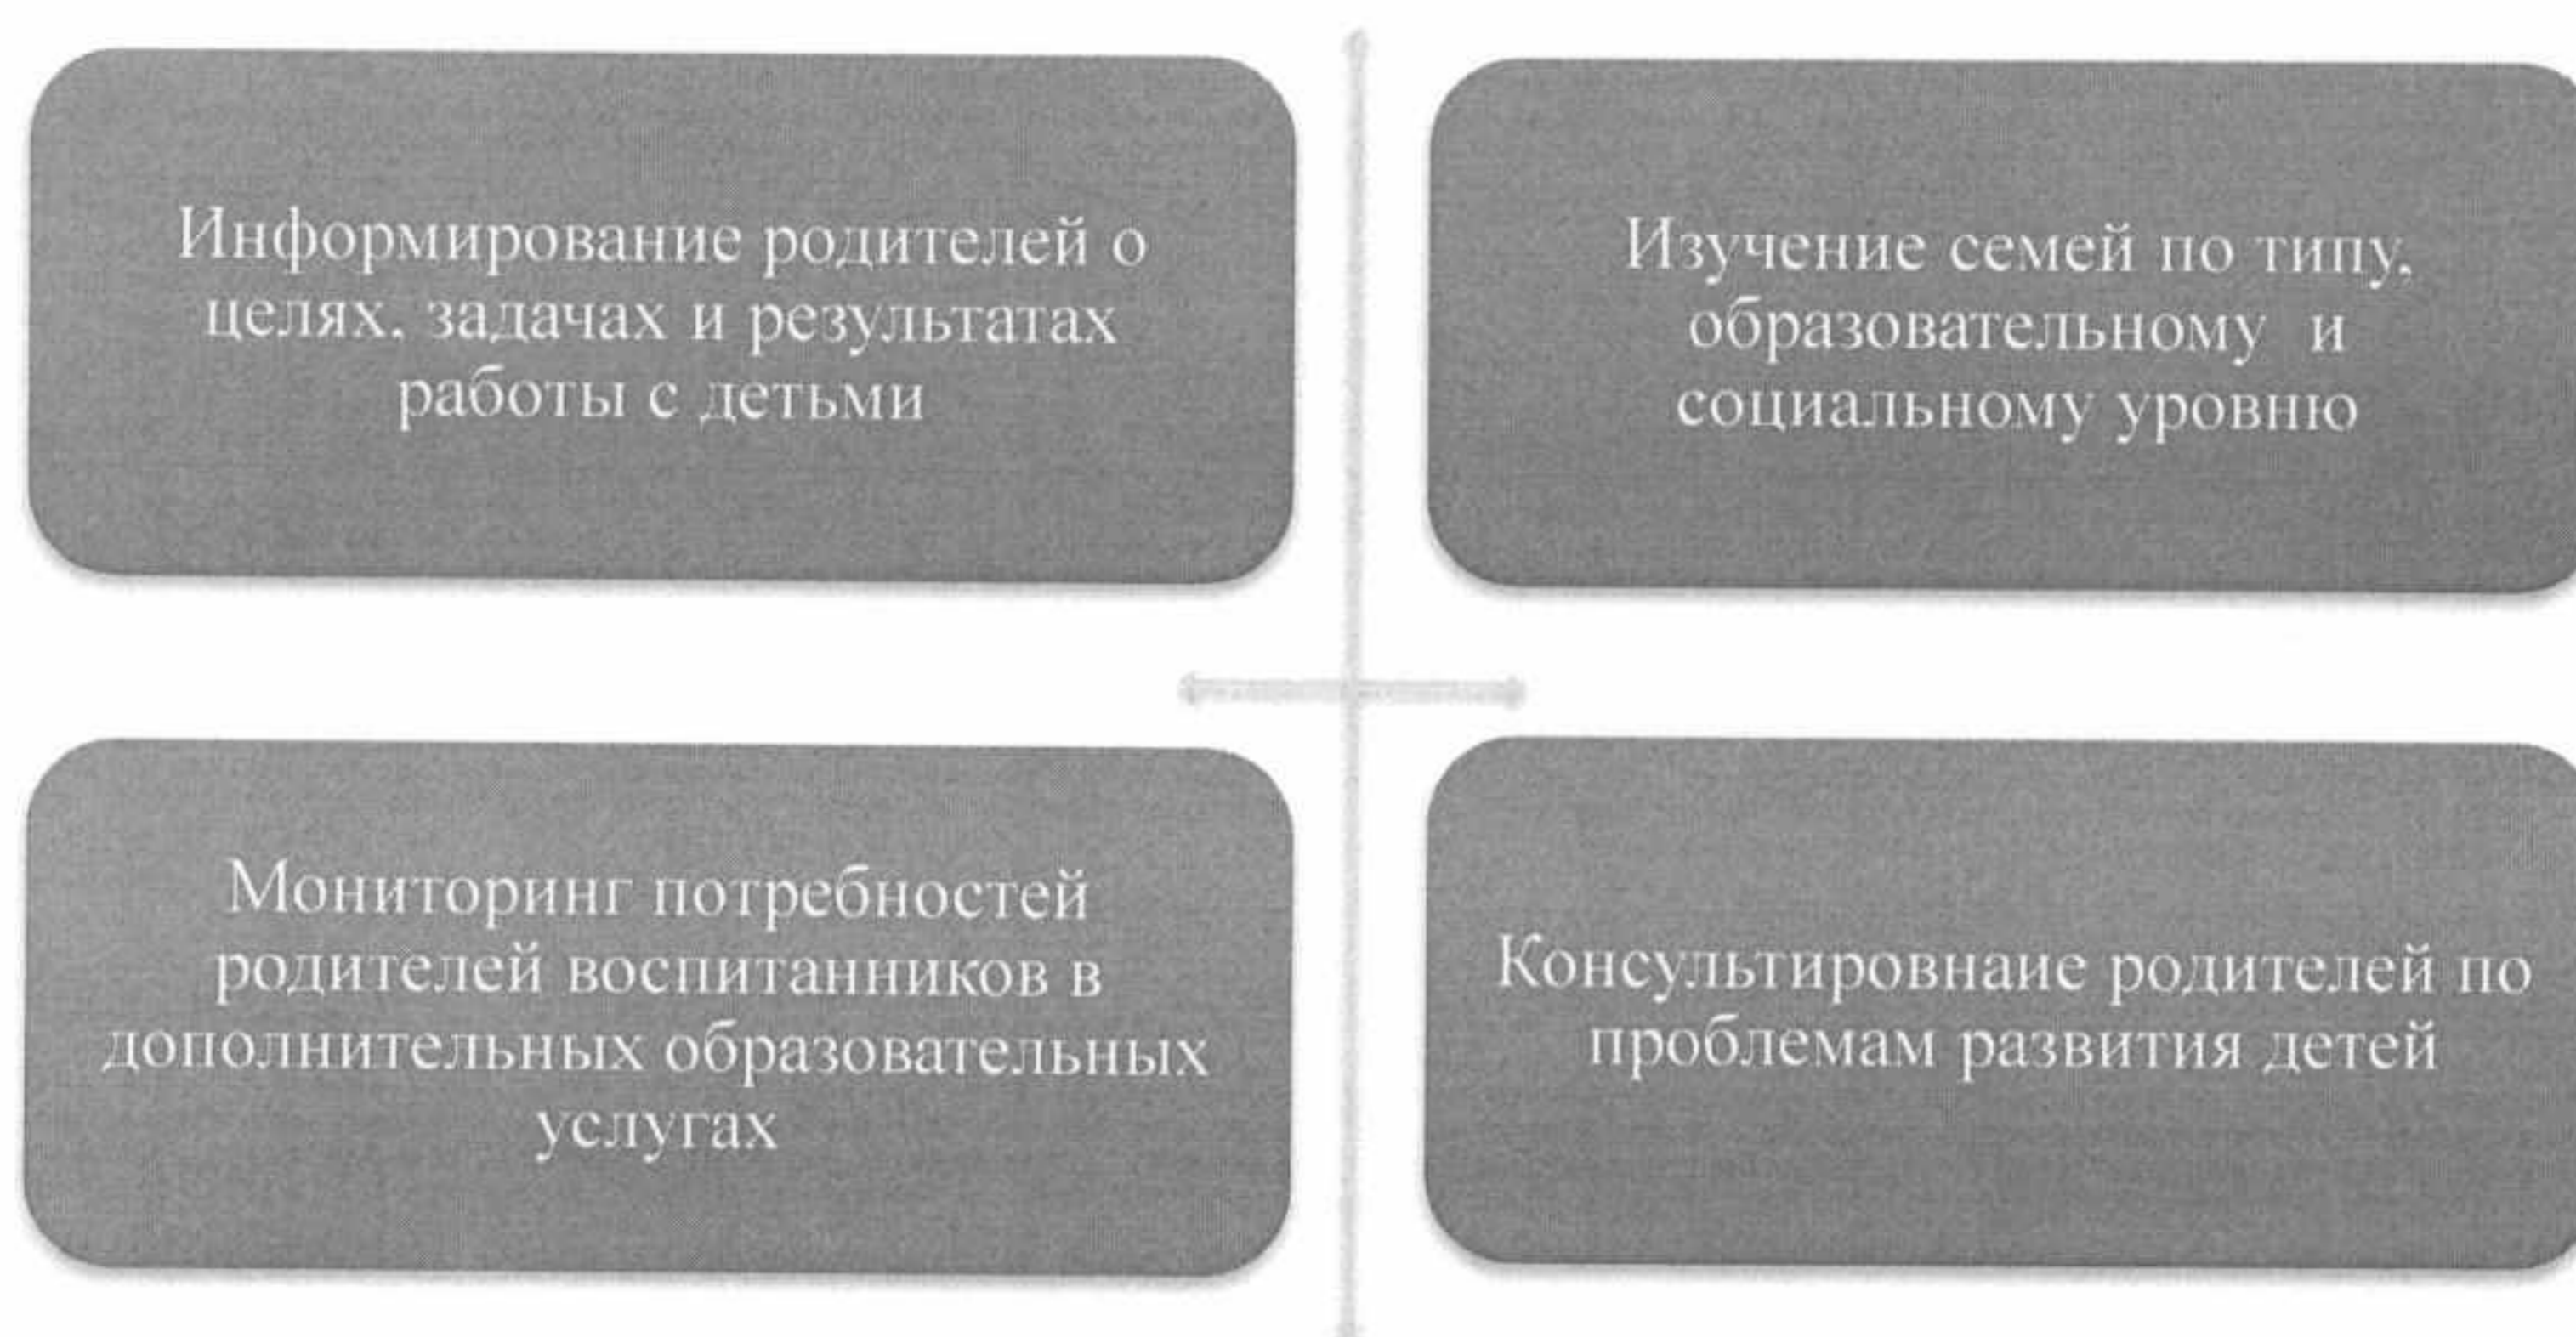 Информирование родителей о
целях, задачах и результатах
работы с детьми
Изучение семей по типу,
образовательному и
социальному уровню
Мониторинг потребностей
родителей воспитанников в
дополнительных образовательных
услугах
Консультировнаие родителей по
проблемам развития детей